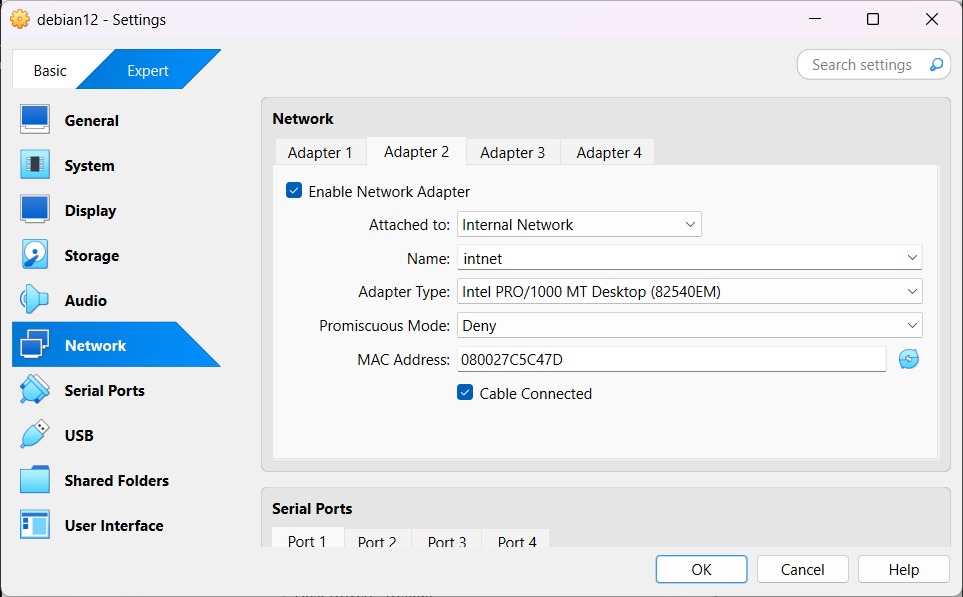 debian12 - Settings
Basic
Expert
Search settings
General
System
Display
Storage
Audio
Network
Serial Ports
USB
Shared Folders
User Interface
Network
Adapter 1
Adapter 2
Adapter 3
Adapter 4
Enable Network Adapter
Attached to: Internal Network
Name: intnet
Adapter Type: Intel PRO/1000 MT Desktop (82540EM)
Promiscuous Mode: Deny
MAC Address: 080027C5C47D
Cable Connected
Serial Ports
Port 1
Port 2
Port 3
Port 4
OK
Cancel
Help